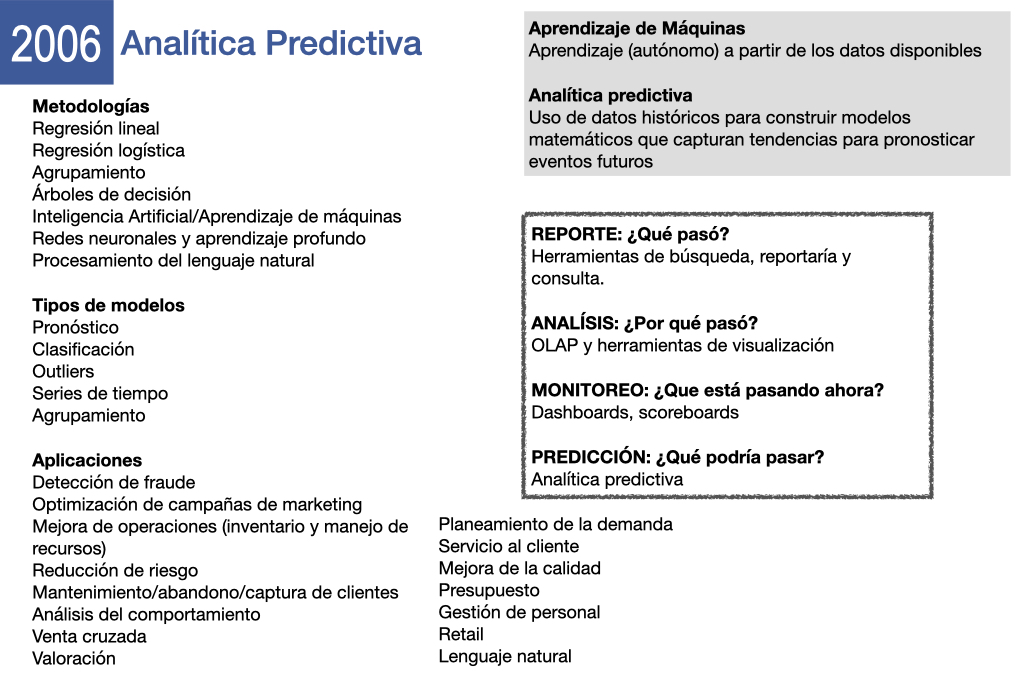 2006 Analítica Predictiva
Metodologías
Regresión lineal
Regresión logística
Agrupamiento
Árboles de decisión
Inteligencia Artificial/Aprendizaje de máquinas
Redes neuronales y aprendizaje profundo
Procesamiento del lenguaje natural
Tipos de modelos
Pronóstico
Clasificación
Outliers
Series de tiempo
Agrupamiento
Aplicaciones
Detección de fraude
Optimización de campañas de marketing
Mejora de operaciones (inventario y manejo de
recursos)
Reducción de riesgo
Mantenimiento/abandono/captura de clientes
Análisis del comportamiento
Venta cruzada
Valoración
Planeamiento de la demanda
Servicio al cliente
Mejora de la calidad
Presupuesto
Gestión de personal
Retail
Lenguaje natural
Aprendizaje de Máquinas
Aprendizaje (autónomo) a partir de los datos disponibles
Analítica predictiva
Uso de datos históricos para construir modelos
matemáticos que capturan tendencias para pronosticar
eventos futuros
REPORTE: ¿Qué pasó?
Herramientas de búsqueda, reportaría y
consulta.
ANALÍSIS: ¿Por qué pasó?
OLAP y herramientas de visualización
MONITOREO: ¿Que está pasando ahora?
Dashboards, scoreboards
PREDICCIÓN: ¿Qué podría pasar?
Analítica predictiva